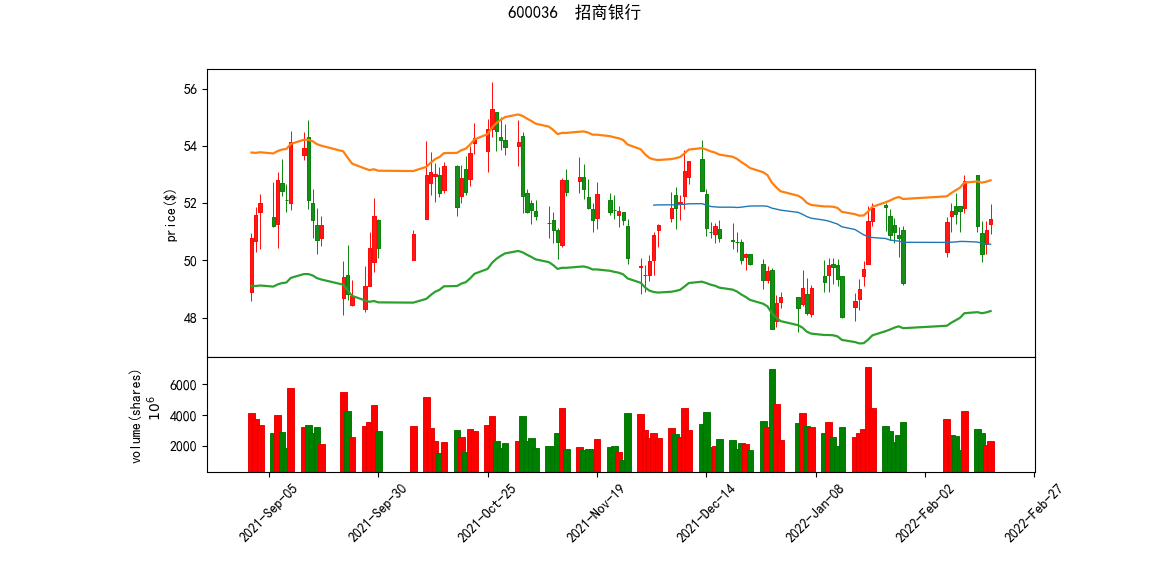 600036 招商银行
price($)
56
54
52
50
48
volume(shares)
10^6
6000
4000
2000
2021-Sep-05
2021-Sep-30
2021-Oct-25
2021-Nov-19
2021-Dec-14
2022-Jan-08
2022-Feb-02
2022-Feb-27